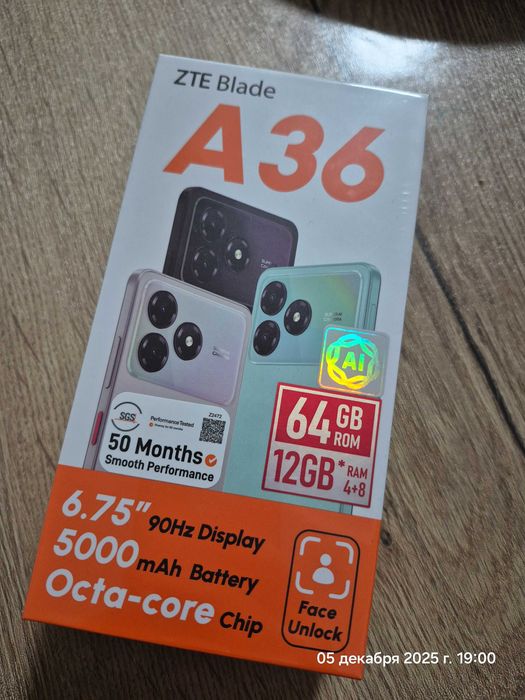 ZTE Blade
A36
AI
64 GB
ROM
12GB* RAM
4+8
SGS
Performance Tested
Z2472
50 Months
Smooth Performance
6.75" 90Hz Display
5000mAh Battery
Octa-core Chip
Face
Unlock
05 декабря 2025 г. 19:00